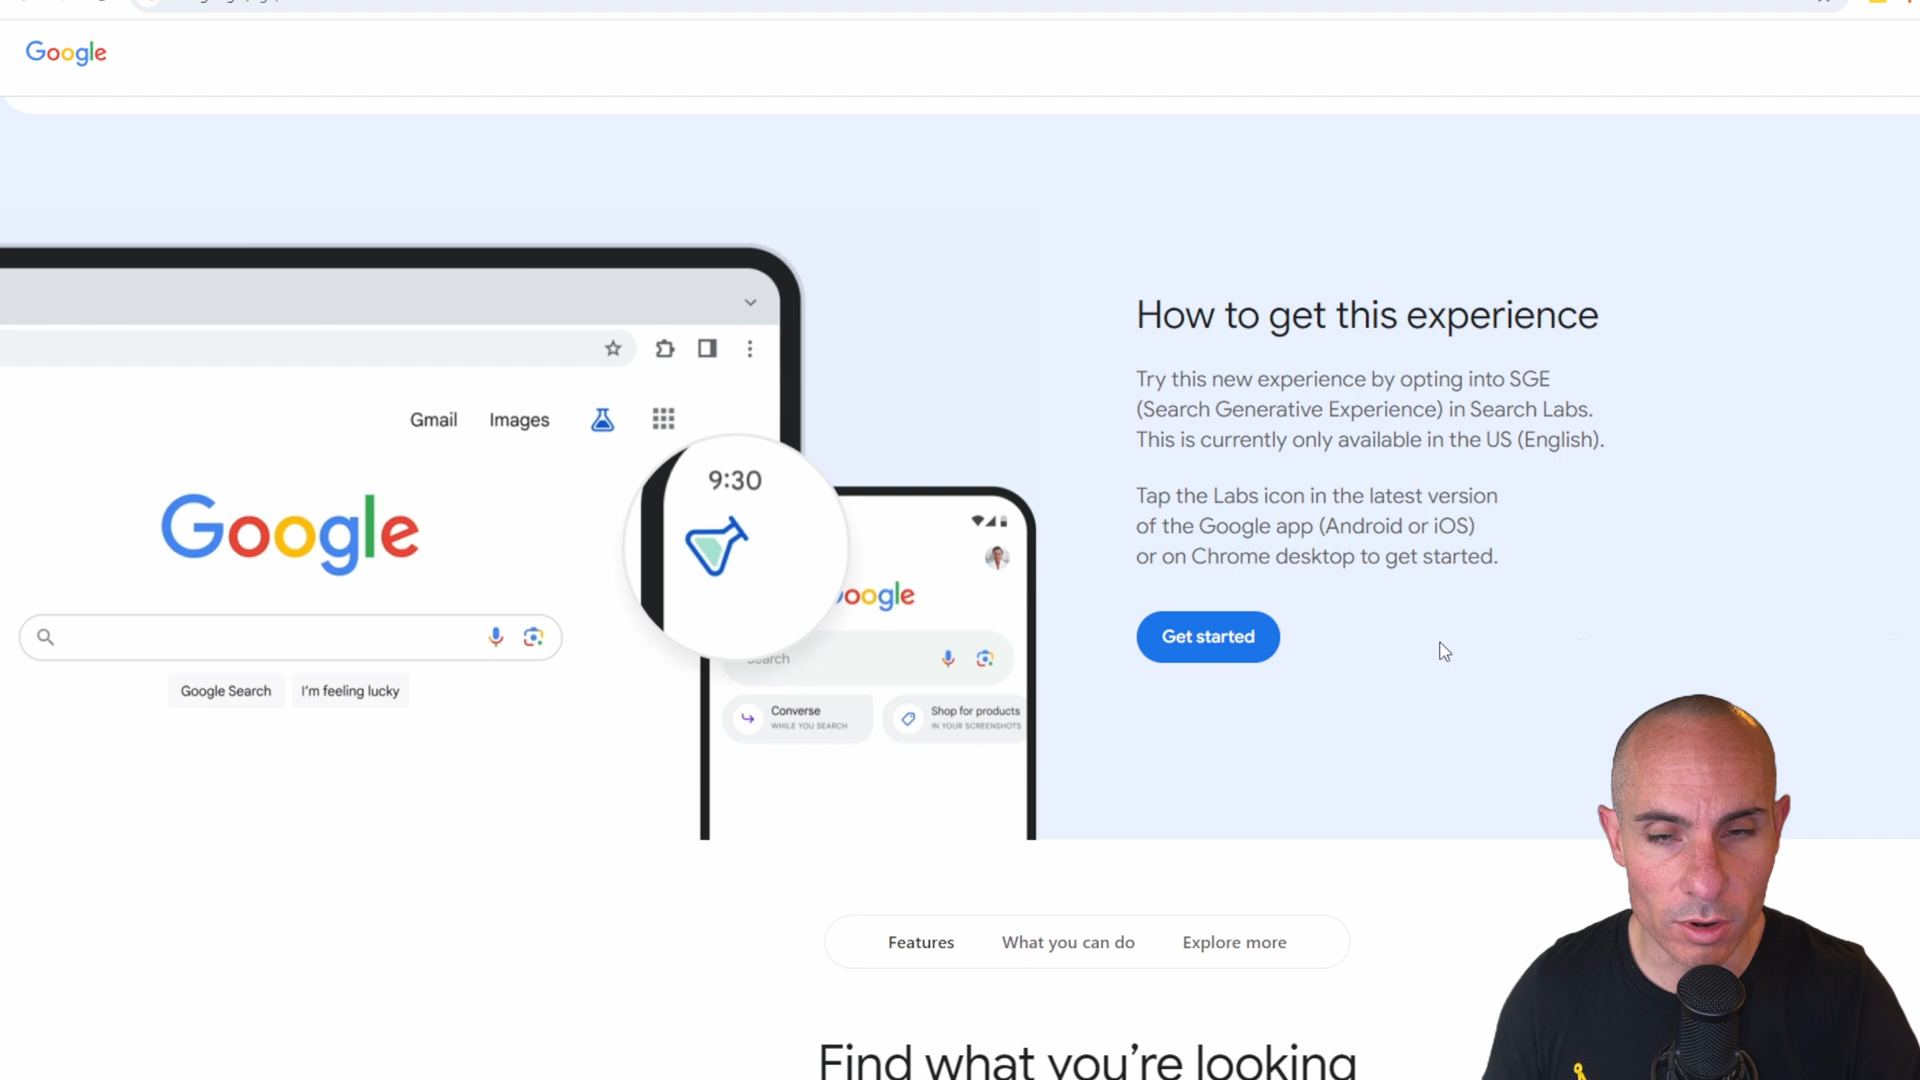 Google
How to get this experience
Try this new experience by opting into SGE
(Search Generative Experience) in Search Labs.
This is currently only available in the US (English).
Tap the Labs icon in the latest version
of the Google app (Android or iOS)
or on Chrome desktop to get started.
Get started
Gmail Images
Google
Google Search I'm feeling lucky
9:30
oogle
Search
Converse
WHILE YOU SEARCH
Shop for products
IN YOUR SCREENSHOTS
Features What you can do Explore more
Find what you're looking